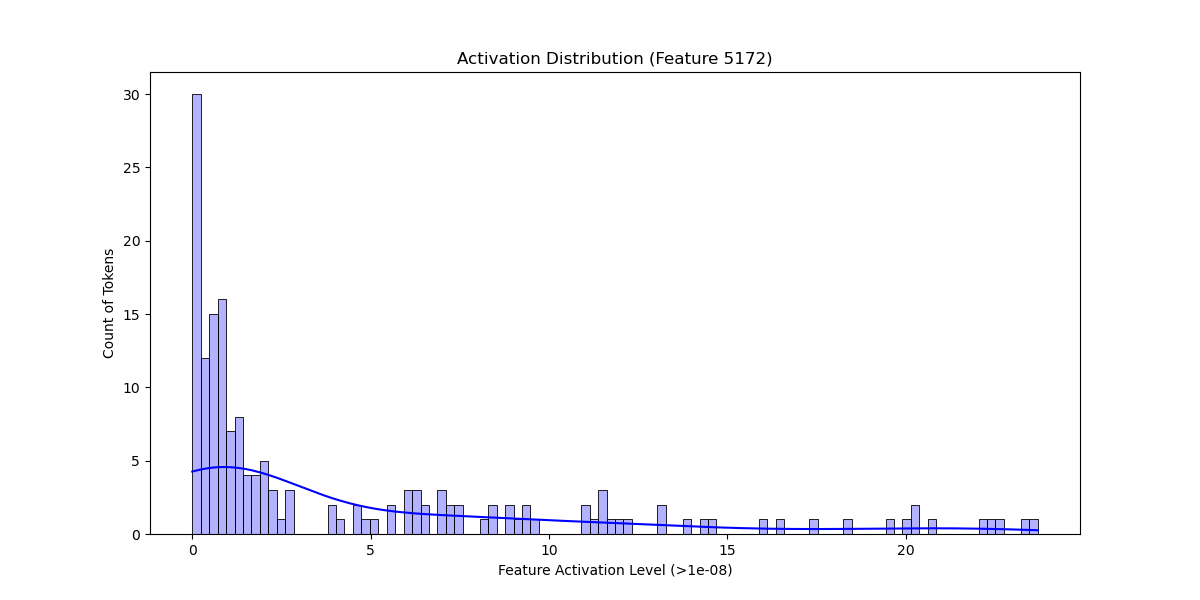 Activation Distribution (Feature 5172)
30
25
20
15
10
5
0
Count of Tokens
0 5 10 15 20
Feature Activation Level (>1e-08)